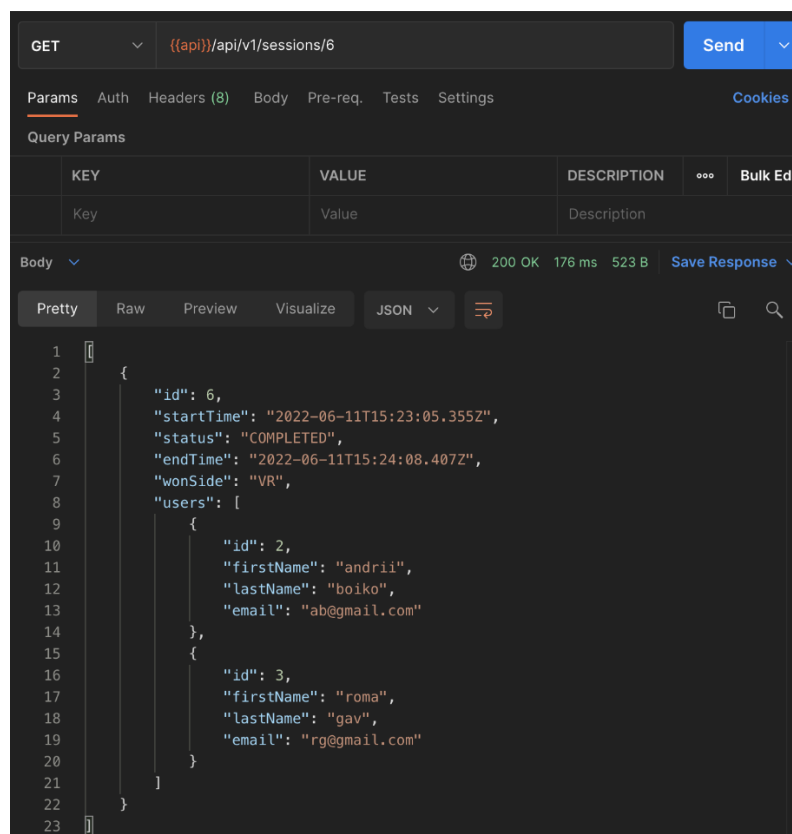 GET {{api}}/api/v1/sessions/6 Send
Params Auth Headers (8) Body Pre-req. Tests Settings Cookies
Query Params
KEY VALUE DESCRIPTION ooo Bulk Ed
Key Value Description
Body 200 OK 176 ms 523 B Save Response
Pretty Raw Preview Visualize JSON
1 [
2 {
3 "id": 6,
4 "startTime": "2022-06-11T15:23:05.355Z",
5 "status": "COMPLETED",
6 "endTime": "2022-06-11T15:24:08.407Z",
7 "wonSide": "VR",
8 "users": [
9 {
10 "id": 2,
11 "firstName": "andrii",
12 "lastName": "boiko",
13 "email": "ab@gmail.com"
14 },
15 {
16 "id": 3,
17 "firstName": "roma",
18 "lastName": "gav",
19 "email": "rg@gmail.com"
20 }
21 ]
22 }
23 ]